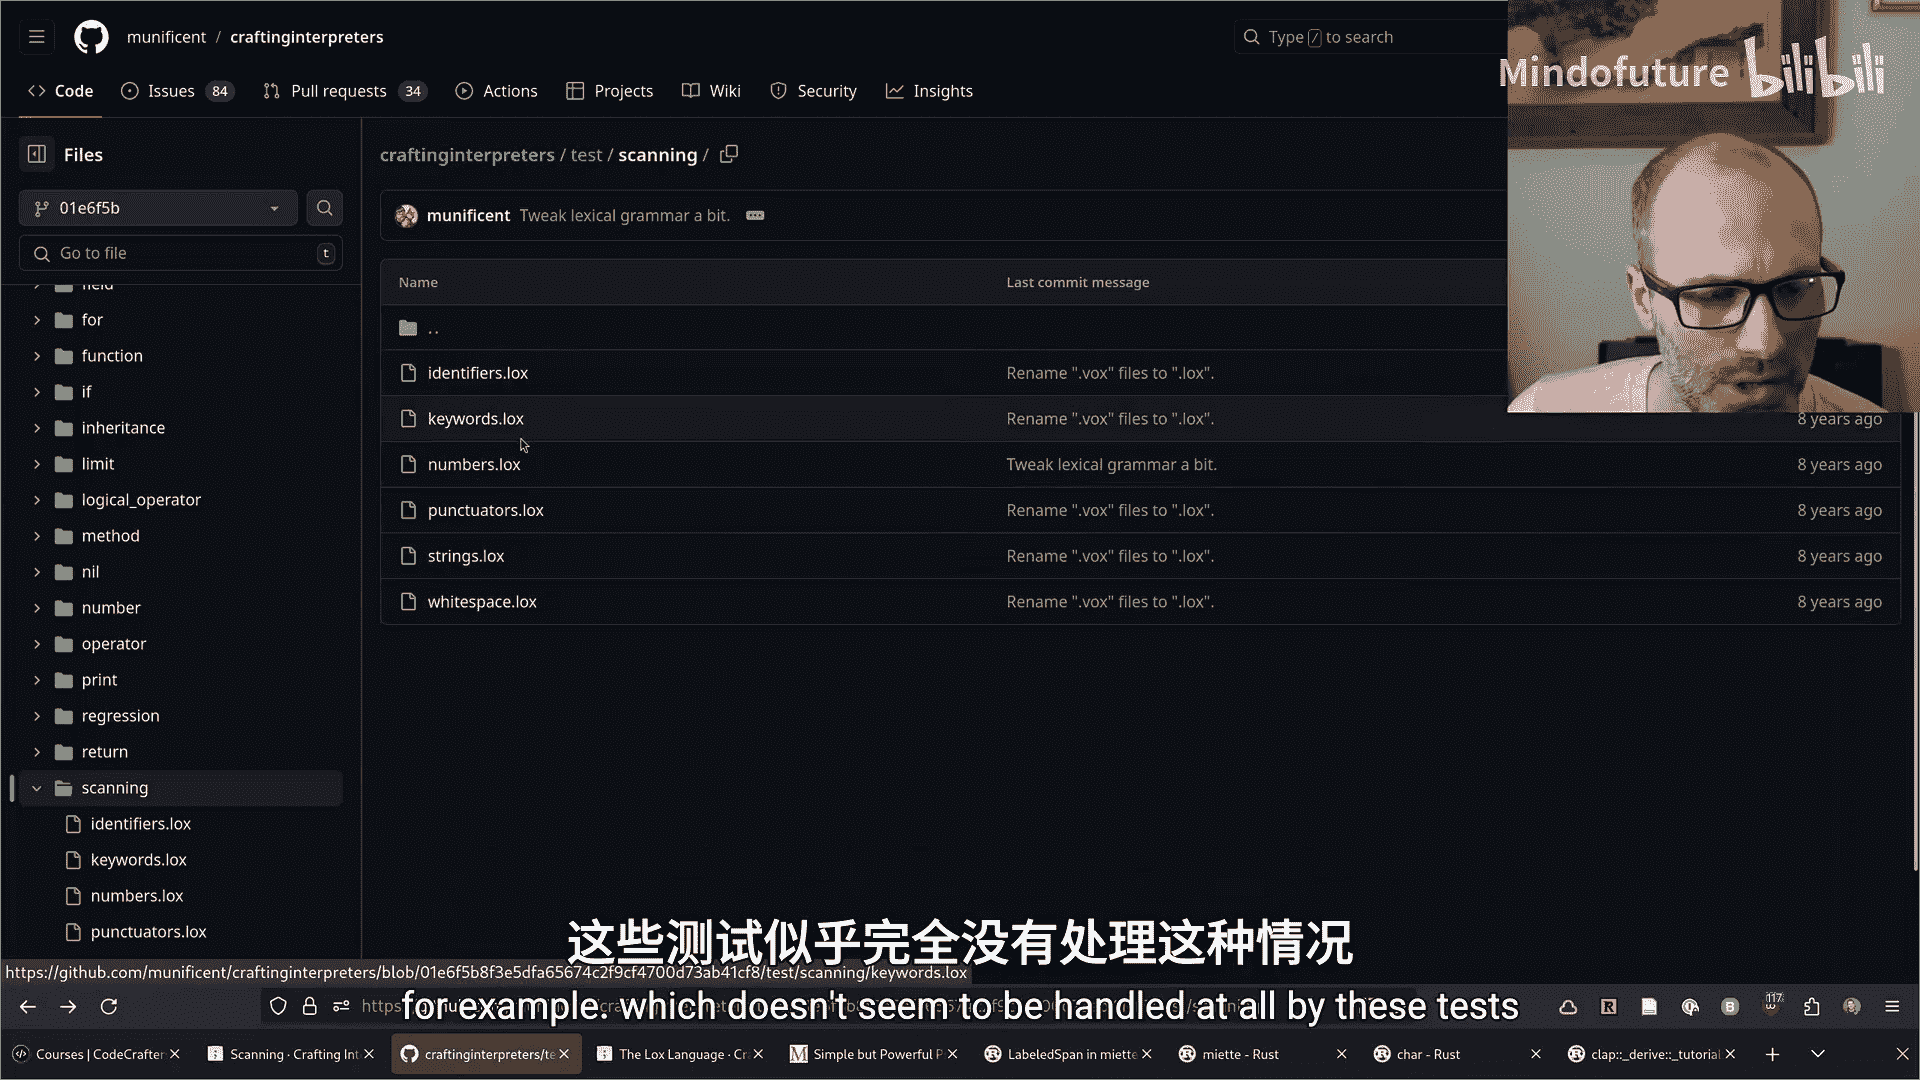 munificent / craftinginterpreters
Type / to search
Mindofuture bilibili
Code
Issues 84
Pull requests 34
Actions
Projects
Wiki
Security
Insights
Files
craftinginterpreters / test / scanning /
01e6f5b
munificent Tweak lexical grammar a bit.
Go to file
t
Name Last commit message
field
for
..
function
identifiers.lox Rename ".vox" files to ".lox".
if
keywords.lox Rename ".vox" files to ".lox". 8 years ago
inheritance
numbers.lox Tweak lexical grammar a bit. 8 years ago
limit
logical_operator
punctuators.lox Rename ".vox" files to ".lox". 8 years ago
method
strings.lox Rename ".vox" files to ".lox". 8 years ago
nil
whitespace.lox Rename ".vox" files to ".lox". 8 years ago
number
operator
print
regression
return
scanning
identifiers.lox
keywords.lox
numbers.lox
punctuators.lox
这些测试似乎完全没有处理这种情况
https://github.com/munificent/craftinginterpreters/blob/01e6f5b8f3e5dfa65674c2f9cf4700d73ab41cf8/test/scanning/keywords.lox
for example. which doesn't seem to be handled at all by these tests
117
Courses | CodeCrafter
Scanning · Crafting Int
craftinginterpreters/te
The Lox Language · Cr
Simple but Powerful P
LabeledSpan in miette
miette - Rust
char - Rust
clap::_derive::_tutorial